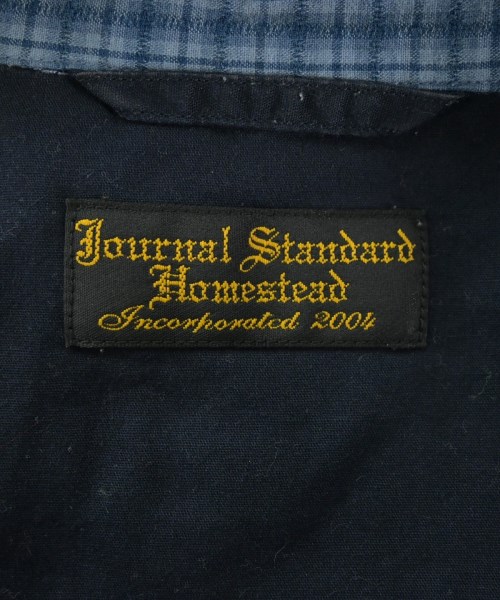 Journal Standard
Homestead
Incorporated 2004